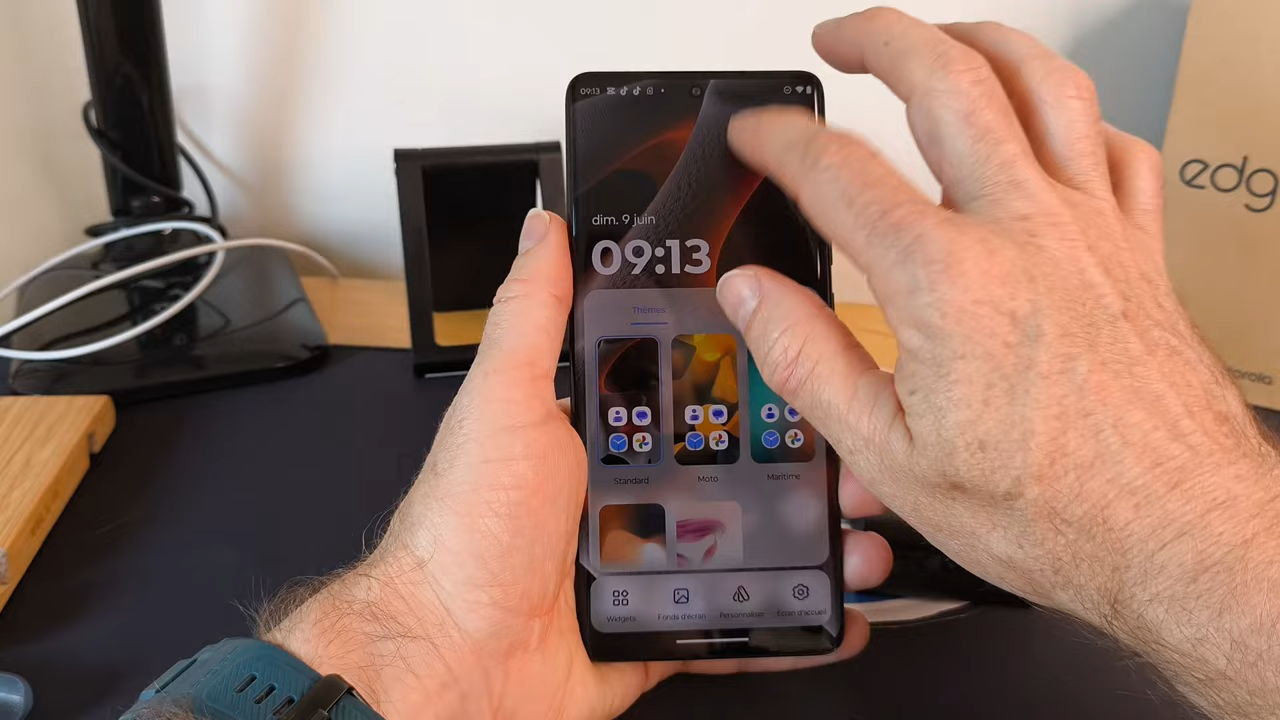 09:13
dim. 9 juin
09:13
Thèmes
Standard
Moto
Maritime
Widgets
Fonds d'écran
Personnaliser
Écran d'accueil
edg